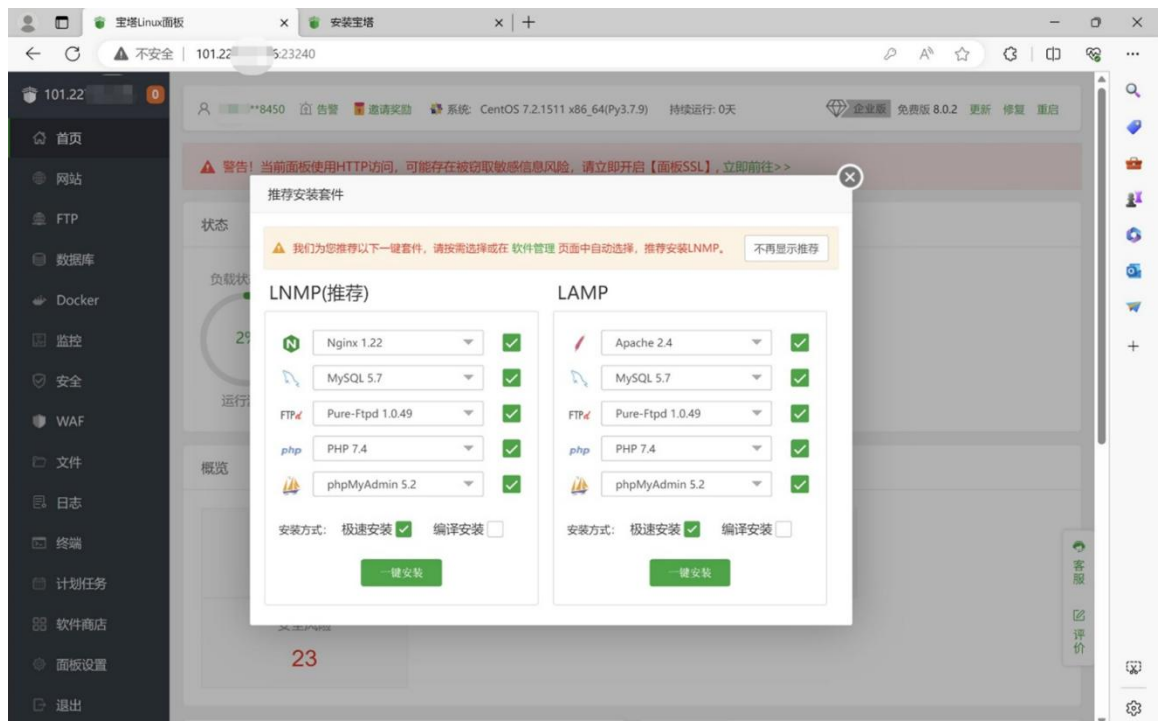 宝塔Linux面板
安装宝塔
不安全 101.22 5:23240
101.22 0
**8450 告警 邀请奖励 系统: CentOS 7.2.1511 x86_64(Py3.7.9) 持续运行: 0天 企业版 免费版 8.0.2 更新 修复 重启
首页
警告! 当前面板使用HTTP访问, 可能存在被窃取敏感信息风险, 请立即开启【面板SSL】, 立即前往>>
网站
FTP
数据库
Docker
监控
安全
WAF
文件
日志
终端
计划任务
软件商店
面板设置
退出
状态
负载状
2%
运行
概览
23
推荐安装套件
我们为您推荐以下一键套件, 请按需选择或在 软件管理 页面中自动选择, 推荐安装LNMP。
不再显示推荐
LNMP(推荐)
Nginx 1.22
MySQL 5.7
FTPd Pure-Ftpd 1.0.49
php PHP 7.4
phpMyAdmin 5.2
安装方式: 极速安装 编译安装
一键安装
LAMP
Apache 2.4
MySQL 5.7
FTPd Pure-Ftpd 1.0.49
php PHP 7.4
phpMyAdmin 5.2
安装方式: 极速安装 编译安装
一键安装
客服
评价